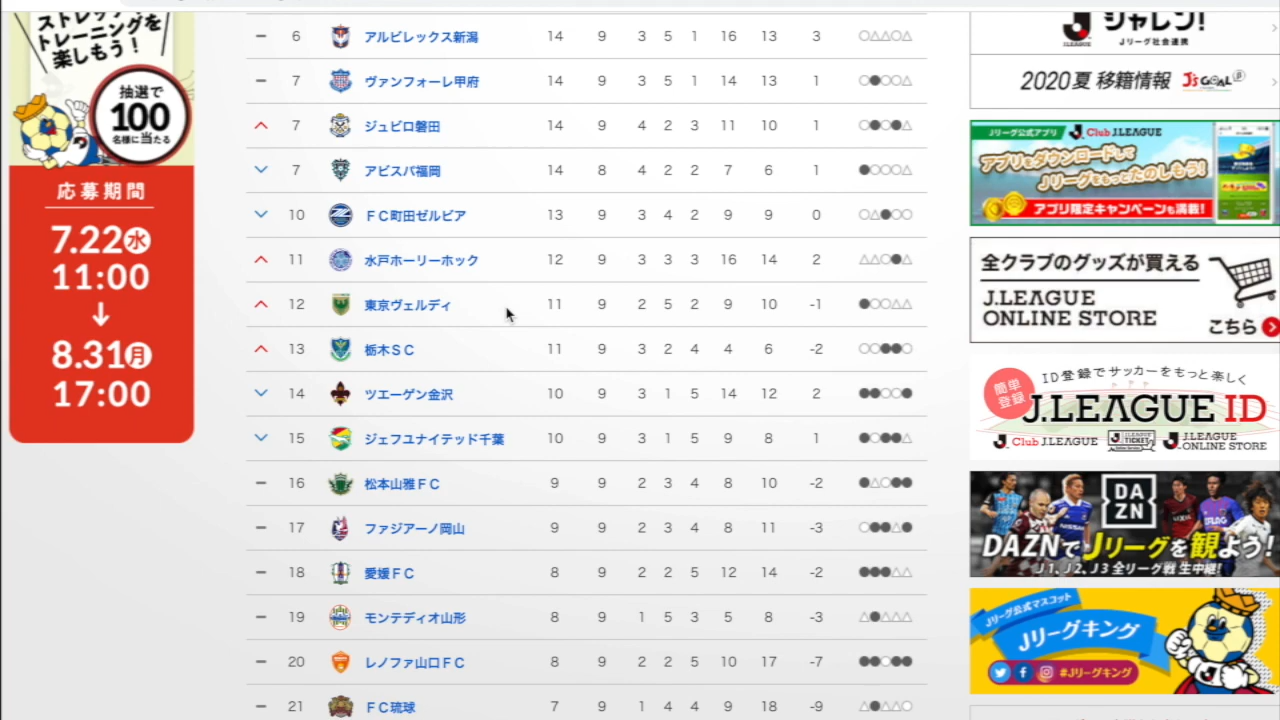 ストレッチ
トレーニングを
楽しもう!
抽選で
100
名様に当たる
応募期間
7.22水
11:00
8.31月
17:00
6 アルビレックス新潟 14 9 3 5 1 16 13 3
7 ヴァンフォーレ甲府 14 9 3 5 1 14 13 1
7 ジュビロ磐田 14 9 4 2 3 11 10 1
7 アビスパ福岡 14 8 4 2 2 7 6 1
10 FC町田ゼルビア 13 9 3 4 2 9 9 0
11 水戸ホーリーホック 12 9 3 3 3 16 14 2
12 東京ヴェルディ 11 9 2 5 2 9 10 -1
13 栃木SC 11 9 3 2 4 4 6 -2
14 ツエーゲン金沢 10 9 3 1 5 14 12 2
15 ジェフユナイテッド千葉 10 9 3 1 5 9 8 1
16 松本山雅FC 9 9 2 3 4 8 10 -2
17 ファジアーノ岡山 9 9 2 3 4 8 11 -3
18 愛媛FC 8 9 2 2 5 12 14 -2
19 モンテディオ山形 9 1 5 3 5 8 -3
20 レノファ山口FC 8 9 2 2 5 10 17 -7
21 FC琉球 9 1 4 4 9 18 -9
シャレン!
J.LEAGUE
Jリーグ社会連携
2020夏 移籍情報 J'sGOAL β
Jリーグ公式アプリ Club J.LEAGUE
アプリをダウンロードして
Jリーグをもっとたのしもう!
アプリ限定キャンペーンも満載!
全クラブのグッズが買える
J.LEAGUE
ONLINE STORE
こちら
簡単
登録
ID登録でサッカーをもっと楽しく
J.LEAGUE ID
Club J.LEAGUE J.LEAGUE TICKET J.LEAGUE ONLINE STORE
DA
ZN
DAZNでJリーグを観よう!
J1、J2、J3 全リーグ戦 生中継!
Jリーグ公式マスコット
Jリーグキング
#Jリーグキング